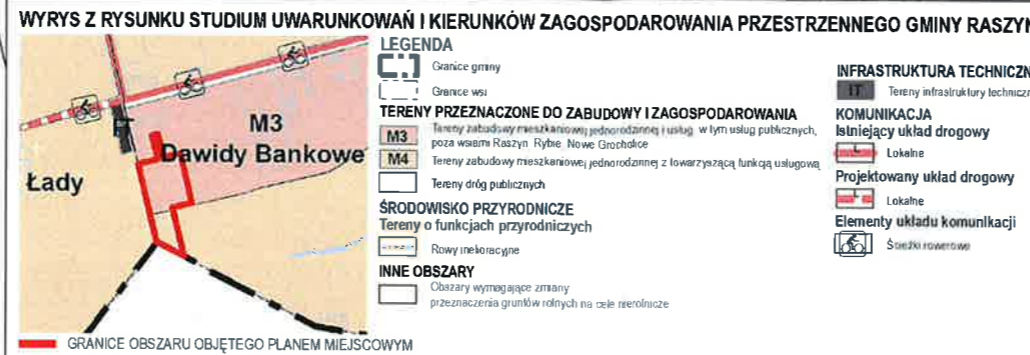 WYRYS Z RYSUNKU STUDIUM UWARUNKOWAŃ I KIERUNKÓW ZAGOSPODAROWANIA PRZESTRZENNEGO GMINY RASZYN
M3
Dawidy Bankowe
Łady
IT
LEGENDA
Granice gminy
Granice wsi
TERENY PRZEZNACZONE DO ZABUDOWY I ZAGOSPODAROWANIA
M3 Tereny zabudowy mieszkaniowej jednorodzinnej i usług w tym usług publicznych,
poza wsiami Raszyn Rybie Nowe Grocholice
M4 Tereny zabudowy mieszkaniowej jednorodzinnej z towarzyszącą funkcją usługową
Tereny dróg publicznych
ŚRODOWISKO PRZYRODNICZE
Tereny o funkcjach przyrodniczych
Rowy melioracyjne
INNE OBSZARY
Obszary wymagające zmiany
przeznaczenia gruntów rolnych na cele nierolnicze
INFRASTRUKTURA TECHNICZN
IT Tereny infrastruktury techniczn
KOMUNIKACJA
Istniejący układ drogowy
L Lokalne
Projektowany układ drogowy
L Lokalne
Elementy układu komunikacji
Ścieżki rowerowe
GRANICE OBSZARU OBJĘTEGO PLANEM MIEJSCOWYM